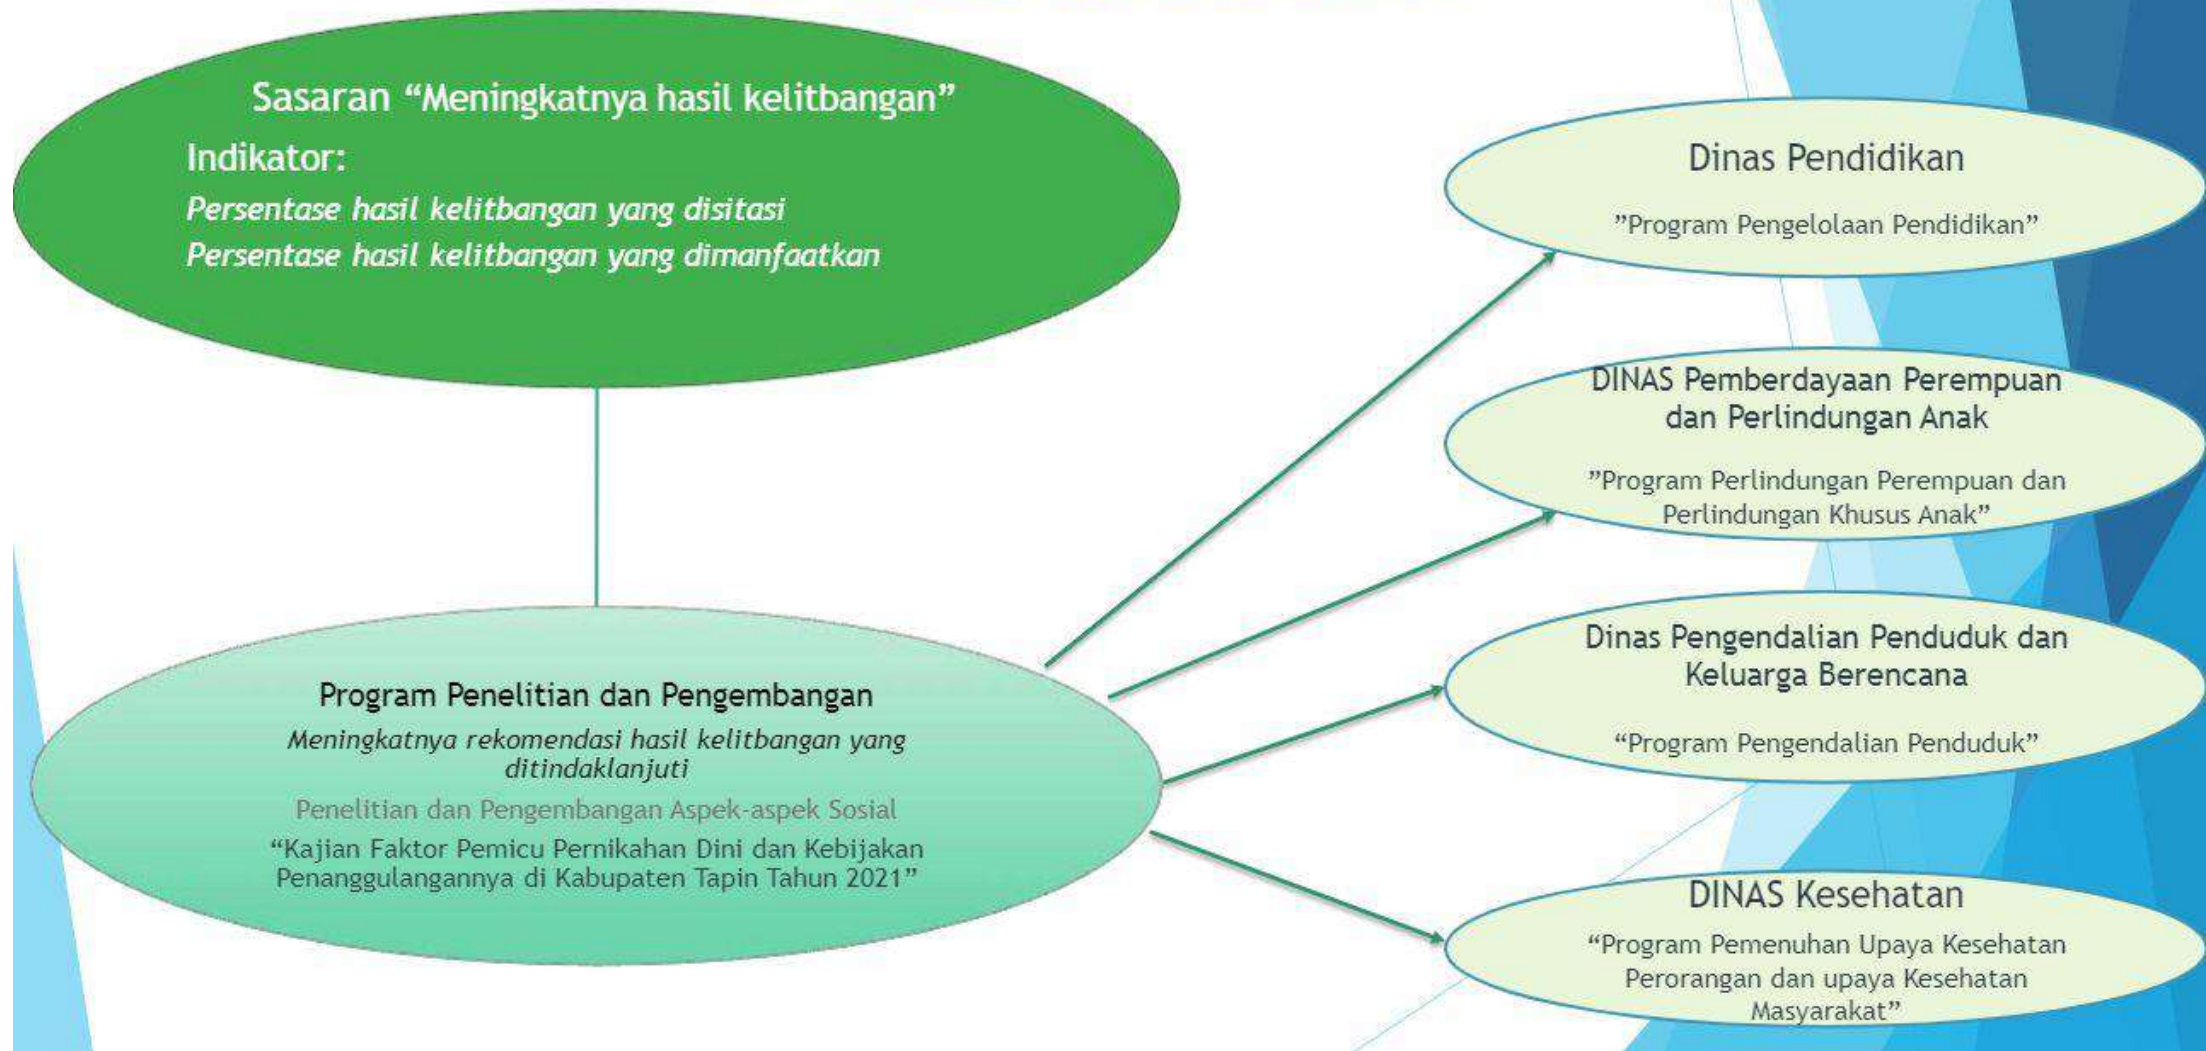 Sasaran “Meningkatnya hasil kelitbangan”
Indikator:
Persentase hasil kelitbangan yang disitasi
Persentase hasil kelitbangan yang dimanfaatkan
Program Penelitian dan Pengembangan
Meningkatnya rekomendasi hasil kelitbangan yang
ditindaklanjuti
Penelitian dan Pengembangan Aspek-aspek Sosial
“Kajian Faktor Pemicu Pernikahan Dini dan Kebijakan
Penanggulangannya di Kabupaten Tapin Tahun 2021”
Dinas Pendidikan
”Program Pengelolaan Pendidikan”
DINAS Pemberdayaan Perempuan
dan Perlindungan Anak
”Program Perlindungan Perempuan dan
Perlindungan Khusus Anak”
Dinas Pengendalian Penduduk dan
Keluarga Berencana
“Program Pengendalian Penduduk”
DINAS Kesehatan
“Program Pemenuhan Upaya Kesehatan
Perorangan dan upaya Kesehatan
Masyarakat”